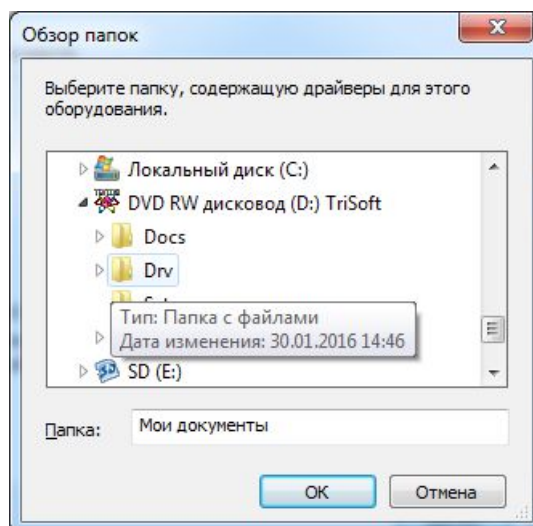 Обзор папок
Выберите папку, содержащую драйверы для этого
оборудования.
Локальный диск (C:)
DVD RW дисковод (D:) TriSoft
Docs
Drv
Тип: Папка с файлами
Дата изменения: 30.01.2016 14:46
SD (E:)
Папка: Мои документы
OK Отмена